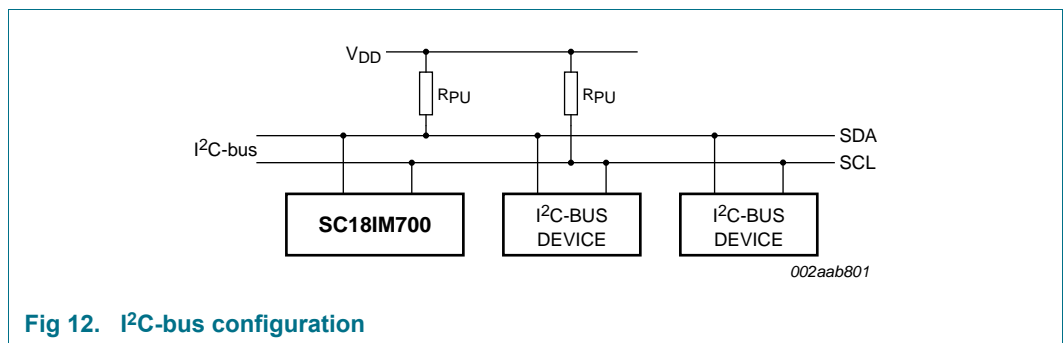 VDD
RPU RPU
SDA
I2C-bus
SCL
SC18IM700
I2C-BUS
DEVICE
I2C-BUS
DEVICE
002aab801
Fig 12. I2C-bus configuration